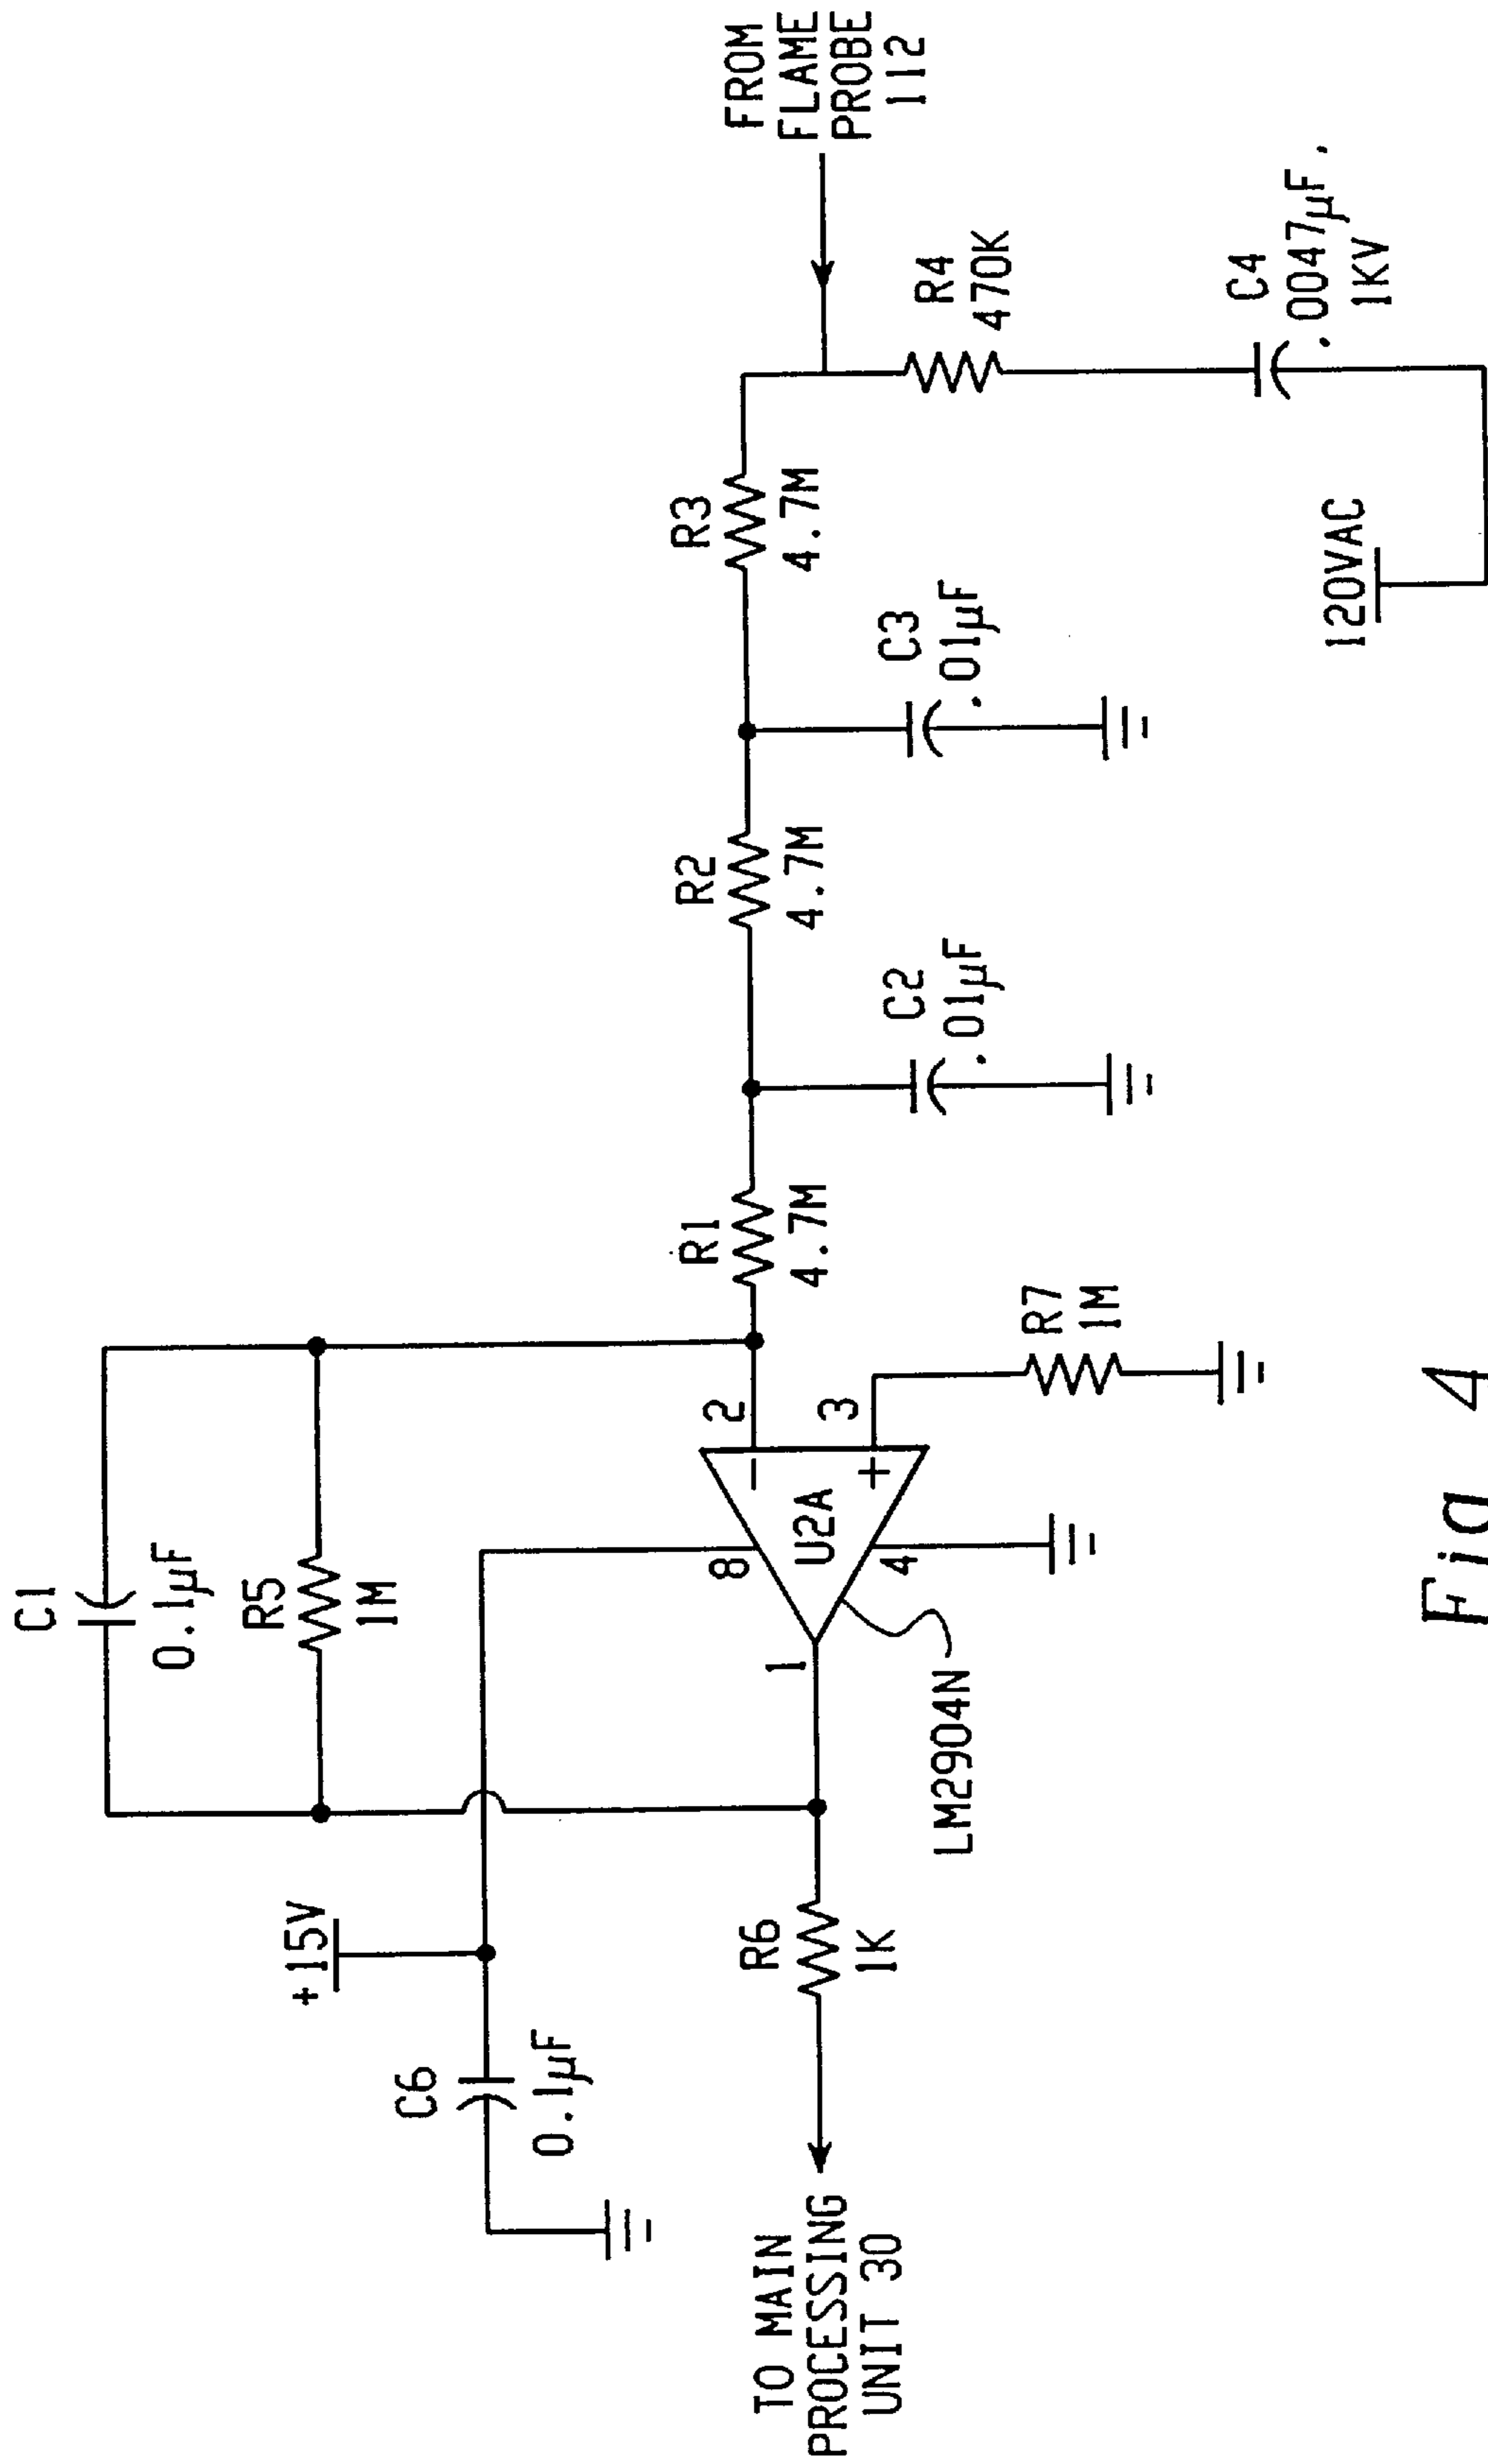 C1
0.1µF
R5
1M
+15V
C6
0.1µF
8
2
1
U2A
−
+
3
4
R7
1M
LM2904N
R6
1K
TO MAIN
PROCESSING
UNIT 30
R1
4.7M
C2
.01µF
R2
4.7M
C3
.01µF
R3
4.7M
FROM
FLAME
PROBE
112
R4
470K
C4
.0047µF,
1KV
120VAC
Fig 4